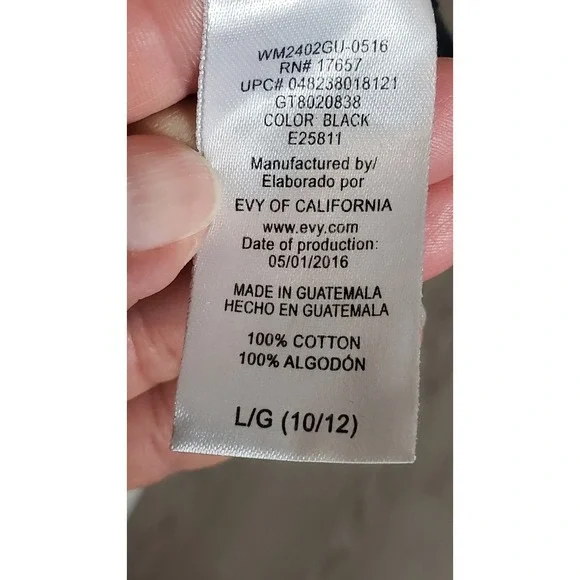 WM2402GU-0516
RN# 17657
UPC# 048238018121
GT8020838
COLOR BLACK
E25811
Manufactured by/
Elaborado por
EVY OF CALIFORNIA
www.evy.com
Date of production:
05/01/2016
MADE IN GUATEMALA
HECHO EN GUATEMALA
100% COTTON
100% ALGODÓN
L/G (10/12)